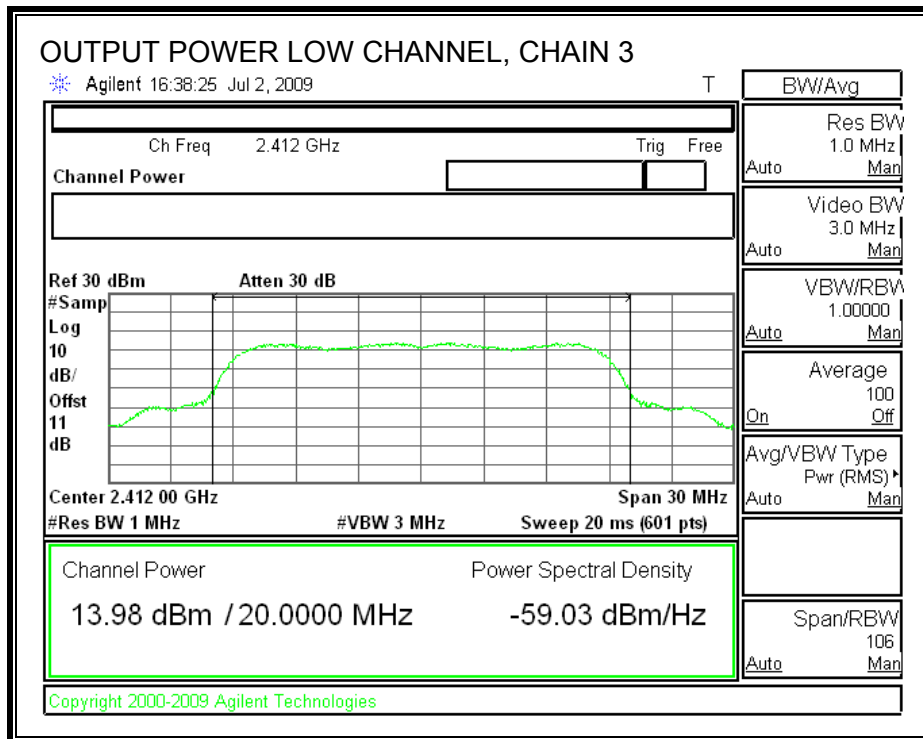 OUTPUT POWER LOW CHANNEL, CHAIN 3
Agilent 16:38:25 Jul 2, 2009
T
BW/Avg
Ch Freq 2.412 GHz
Trig Free
Channel Power
Ref 30 dBm
Atten 30 dB
#Samp
Log
10
dB/
Offst
11
dB
Center 2.412 00 GHz
Span 30 MHz
#Res BW 1 MHz
#VBW 3 MHz
Sweep 20 ms (601 pts)
Channel Power
Power Spectral Density
13.98 dBm / 20.0000 MHz
-59.03 dBm/Hz
Res BW
1.0 MHz
Auto Man
Video BW
3.0 MHz
Auto Man
VBW/RBW
1.00000
Auto Man
Average
100
On Off
Avg/VBW Type
Pwr (RMS)
Auto Man
Span/RBW
106
Auto Man
Copyright 2000-2009 Agilent Technologies